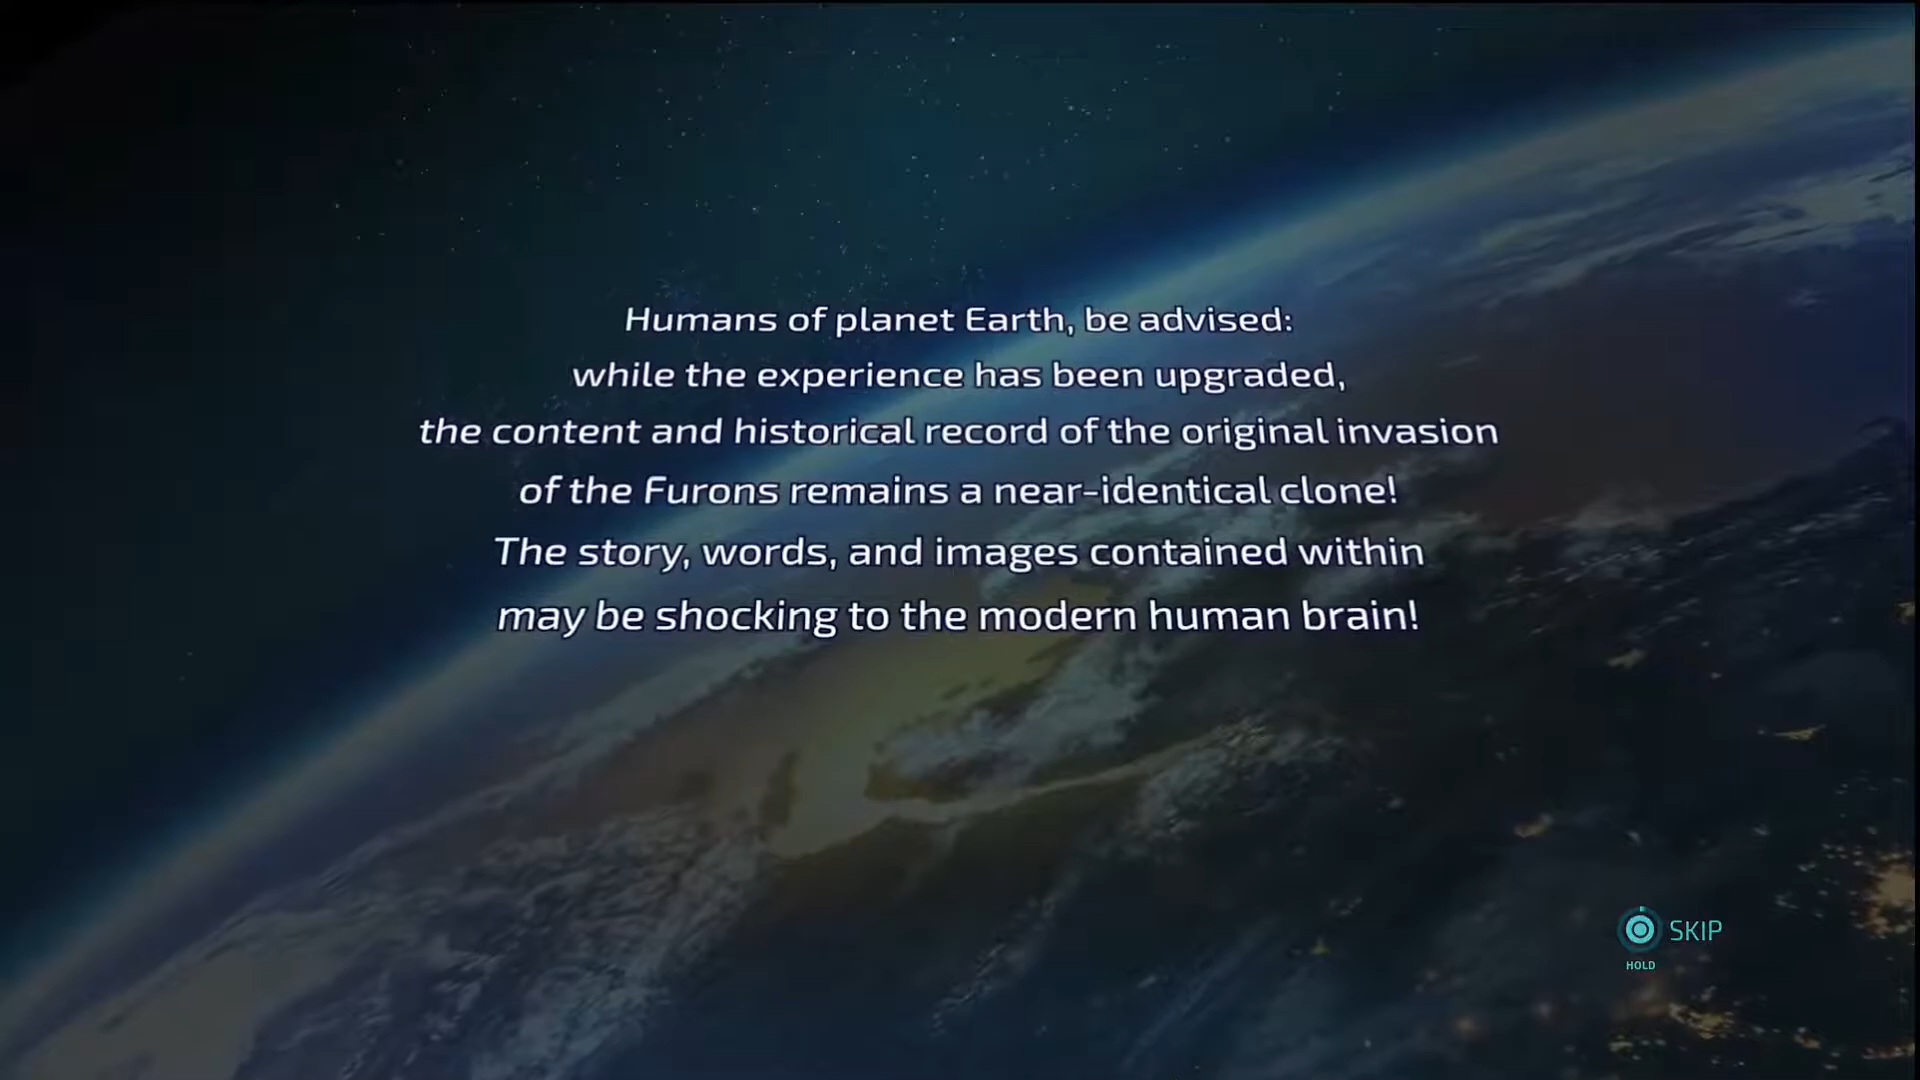 Humans of planet Earth, be advised:
while the experience has been upgraded,
the content and historical record of the original invasion
of the Furons remains a near-identical clone!
The story, words, and images contained within
may be shocking to the modern human brain!
SKIP
HOLD